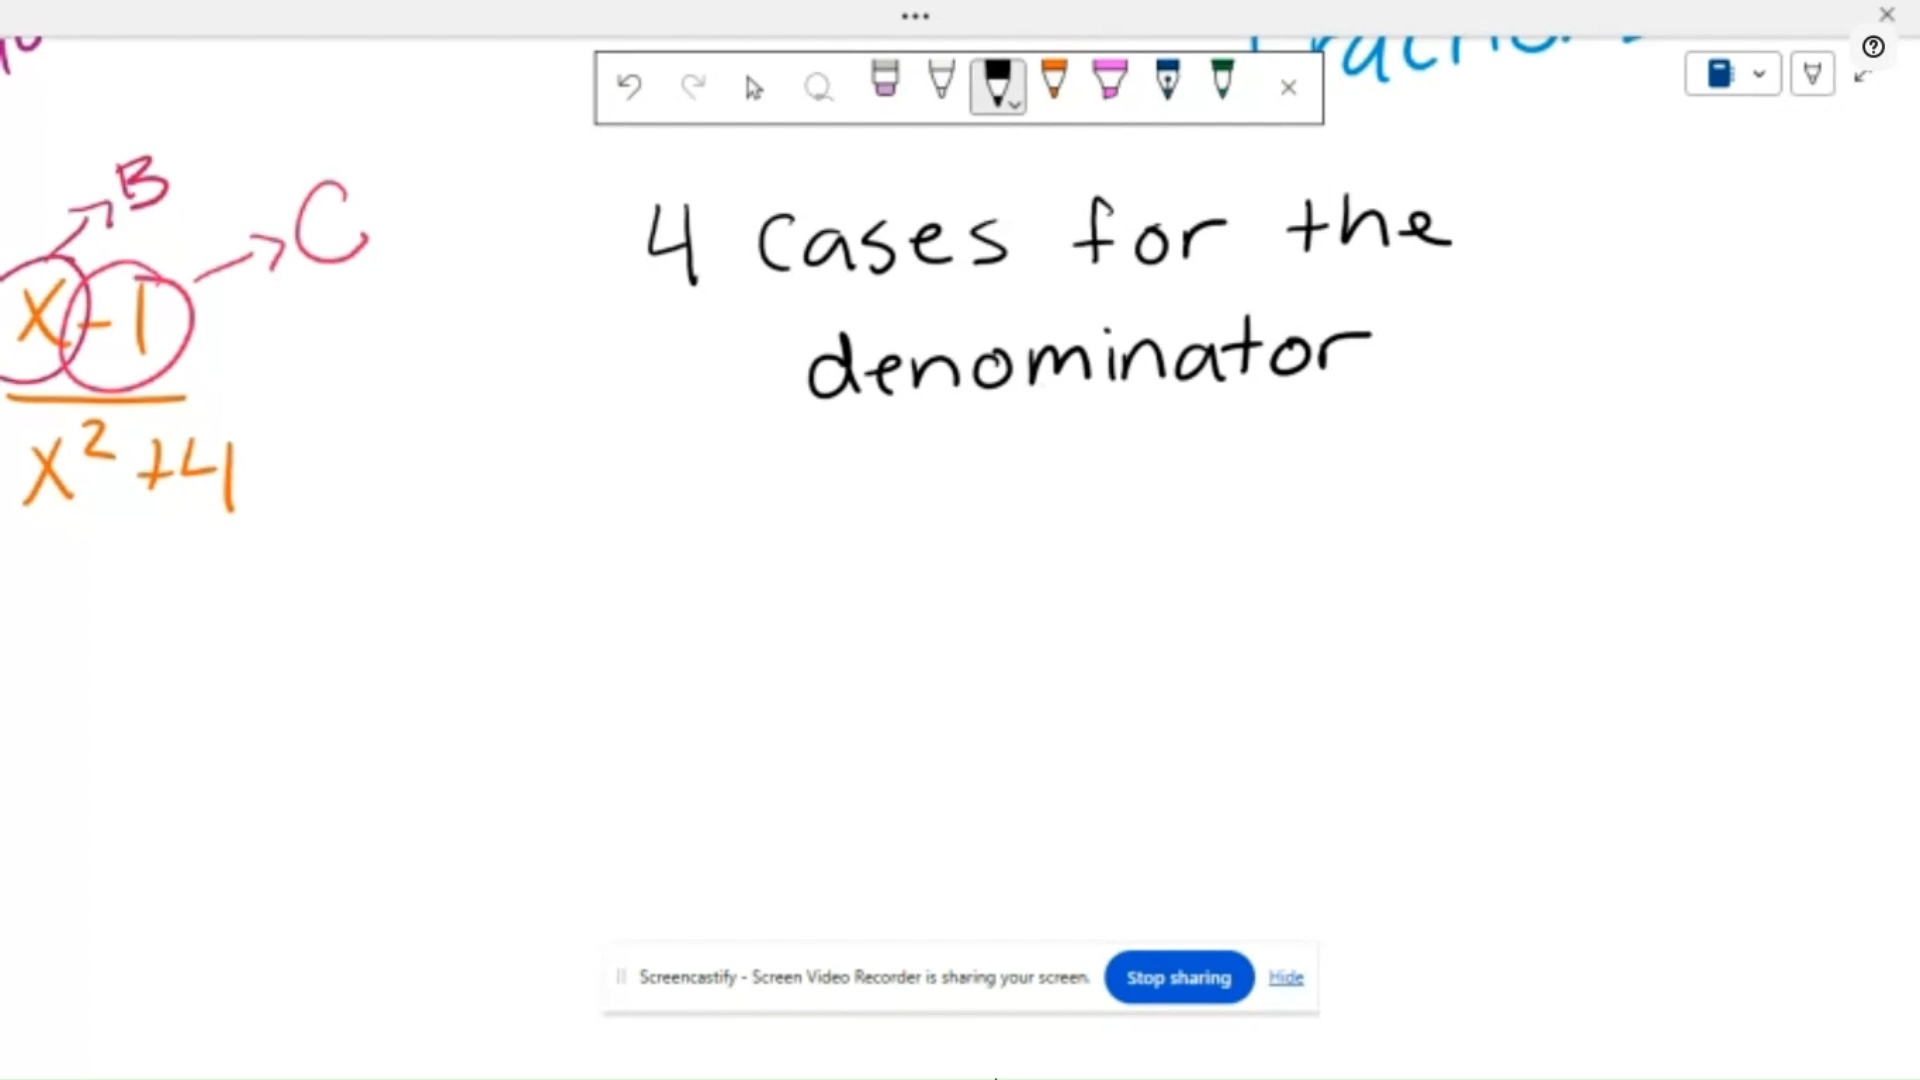 B
C
x - 1
x² + 4
4 cases for the
denominator
Screencastify - Screen Video Recorder is sharing your screen.
Stop sharing
Hide